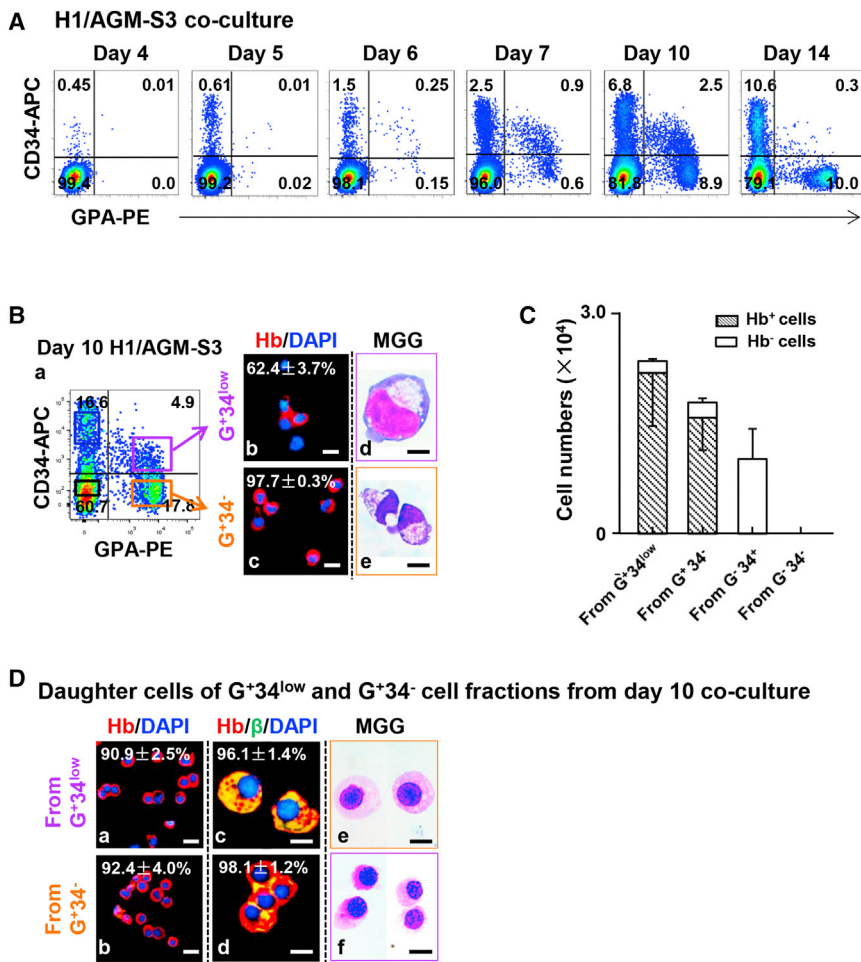 A H1/AGM-S3 co-culture
Day 4 Day 5 Day 6 Day 7 Day 10 Day 14
0.45 0.01 0.61 0.01 1.5 0.25 2.5 0.9 6.8 2.5 10.6 0.3
CD34-APC
99.4 0.0 99.2 0.02 98.1 0.15 96.0 0.6 81.8 8.9 79.1 10.0
GPA-PE
B
Day 10 H1/AGM-S3
Hb/DAPI MGG
a
16.6 4.9
CD34-APC
60.7 17.8
GPA-PE
G⁺34ˡᵒʷ
62.4±3.7%
b d
G⁺34⁻
97.7±0.3%
c e
C
Hb⁺ cells
Hb⁻ cells
Cell numbers (×10⁴)
3.0
0
From G⁺34ˡᵒʷ
From G⁺34⁻
From G⁻34⁺
From G⁻34⁻
D Daughter cells of G⁺34ˡᵒʷ and G⁺34⁻ cell fractions from day 10 co-culture
Hb/DAPI Hb/β/DAPI MGG
From G⁺34ˡᵒʷ
90.9±2.5% 96.1±1.4%
a c e
From G⁺34⁻
92.4±4.0% 98.1±1.2%
b d f